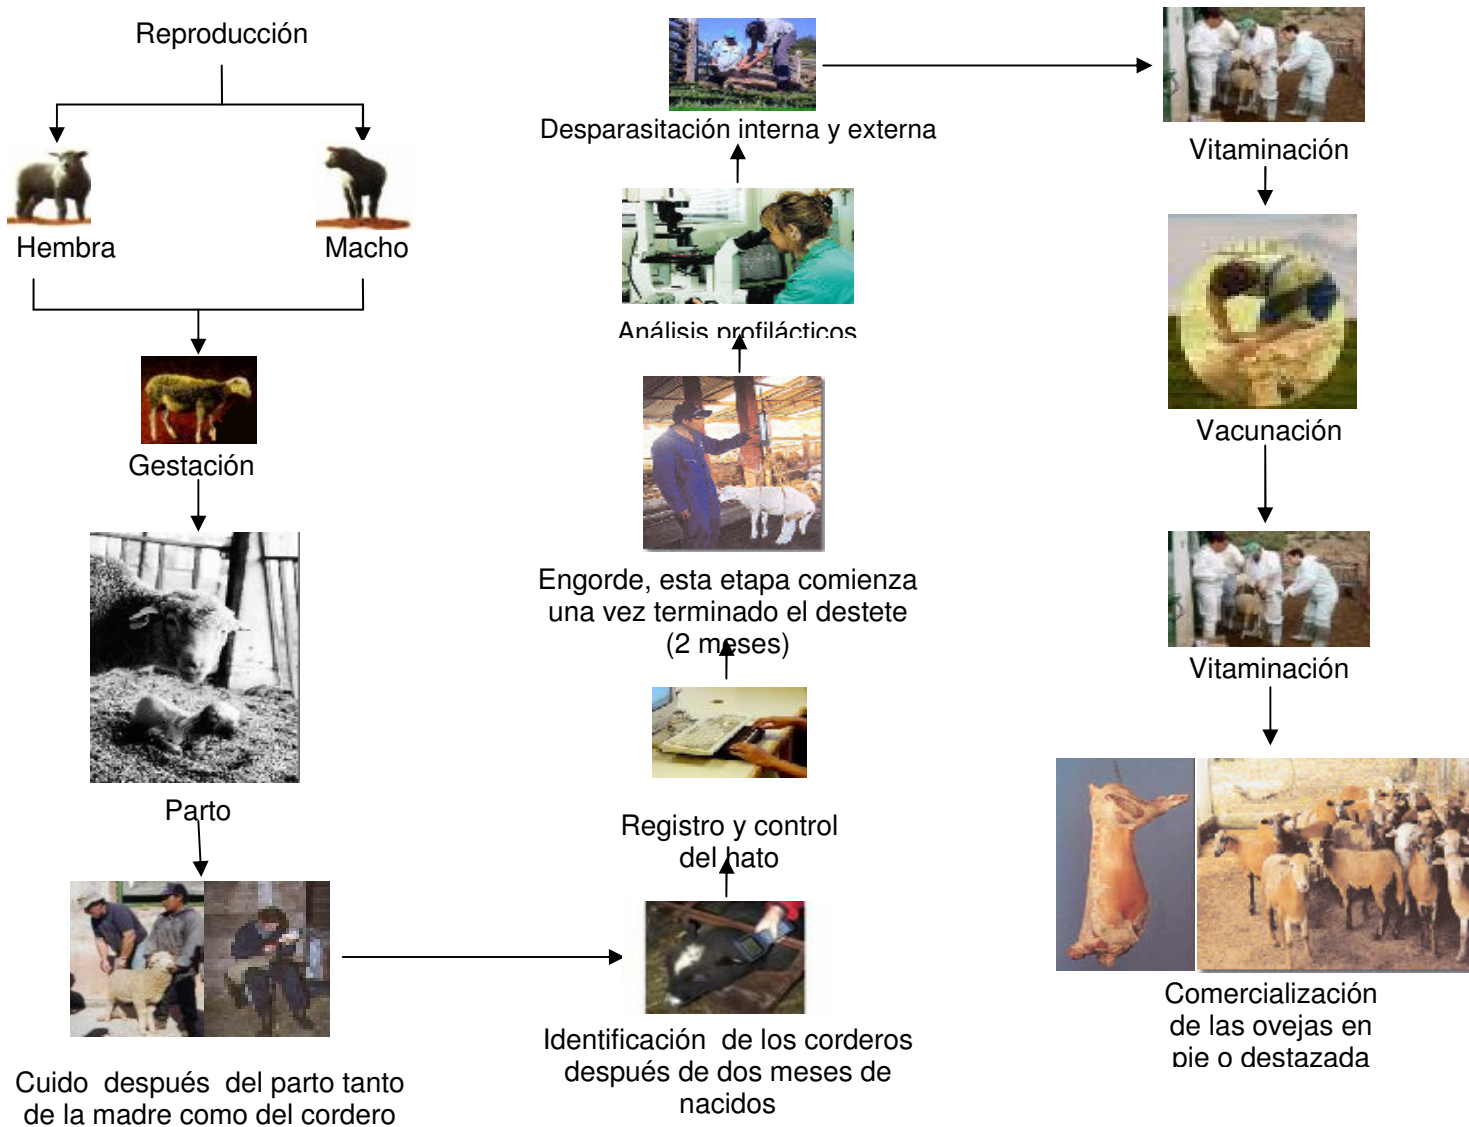 Reproducción
Hembra
Macho
Gestación
Parto
Cuido después del parto tanto
de la madre como del cordero
Identificación de los corderos
después de dos meses de
nacidos
Registro y control
del hato
Engorde, esta etapa comienza
una vez terminado el destete
(2 meses)
Análisis profilácticos
Desparasitación interna y externa
Vitaminación
Vacunación
Vitaminación
Comercialización
de las ovejas en
pie o destazada